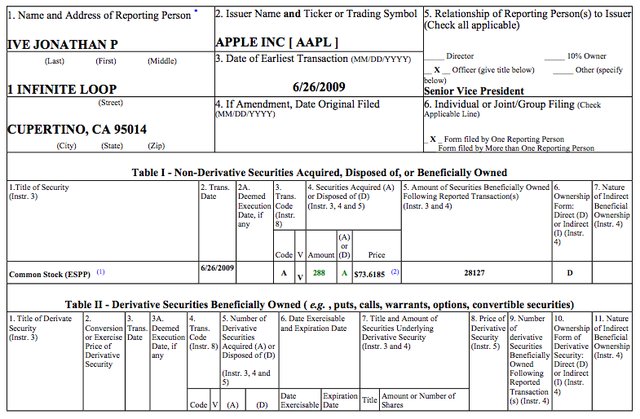 1. Name and Address of Reporting Person *
IVE JONATHAN P
(Last) (First) (Middle)
1 INFINITE LOOP
(Street)
CUPERTINO, CA 95014
(City) (State) (Zip)
2. Issuer Name and Ticker or Trading Symbol
APPLE INC [ AAPL ]
3. Date of Earliest Transaction (MM/DD/YYYY)
6/26/2009
4. If Amendment, Date Original Filed
(MM/DD/YYYY)
5. Relationship of Reporting Person(s) to Issuer
(Check all applicable)
_____ Director _____ 10% Owner
__ X __ Officer (give title below) _____ Other (specify
below)
Senior Vice President
6. Individual or Joint/Group Filing (Check
Applicable Line)
_ X _ Form filed by One Reporting Person
Form filed by More than One Reporting Person
Table I - Non-Derivative Securities Acquired, Disposed of, or Beneficially Owned
1.Title of Security
(Instr. 3)
2. Trans.
Date
2A.
Deemed
Execution
Date, if
any
3.
Trans.
Code
(Instr.
8)
Code V
4. Securities Acquired (A)
or Disposed of (D)
(Instr. 3, 4 and 5)
Amount
(A)
or
(D)
Price
5. Amount of Securities Beneficially Owned
Following Reported Transaction(s)
(Instr. 3 and 4)
6.
Ownership
Form:
Direct (D)
or Indirect
(I) (Instr.
4)
7. Nature
of Indirect
Beneficial
Ownership
(Instr. 4)
Common Stock (ESPP) (1)
6/26/2009
A V 288 A $73.6185 (2) 28127 D
Table II - Derivative Securities Beneficially Owned ( e.g. , puts, calls, warrants, options, convertible securities)
1. Title of Derivate
Security
(Instr. 3)
2.
Conversion
or Exercise
Price of
Derivative
Security
3.
Trans.
Date
3A.
Deemed
Execution
Date, if
any
4.
Trans.
Code
(Instr. 8)
Code V
5. Number of
Derivative
Securities
Acquired (A) or
Disposed of (D)
(Instr. 3, 4 and
5)
(A) (D)
6. Date Exercisable
and Expiration Date
Date
Exercisable
Expiration
Date
7. Title and Amount of
Securities Underlying
Derivative Security
(Instr. 3 and 4)
Title
Amount or Number of
Shares
8. Price of
Derivative
Security
(Instr. 5)
9. Number
of
derivative
Securities
Beneficially
Owned
Following
Reported
Transaction
(s) (Instr. 4)
10.
Ownership
Form of
Derivative
Security:
Direct (D)
or Indirect
(I) (Instr.
4)
11. Nature
of Indirect
Beneficial
Ownership
(Instr. 4)